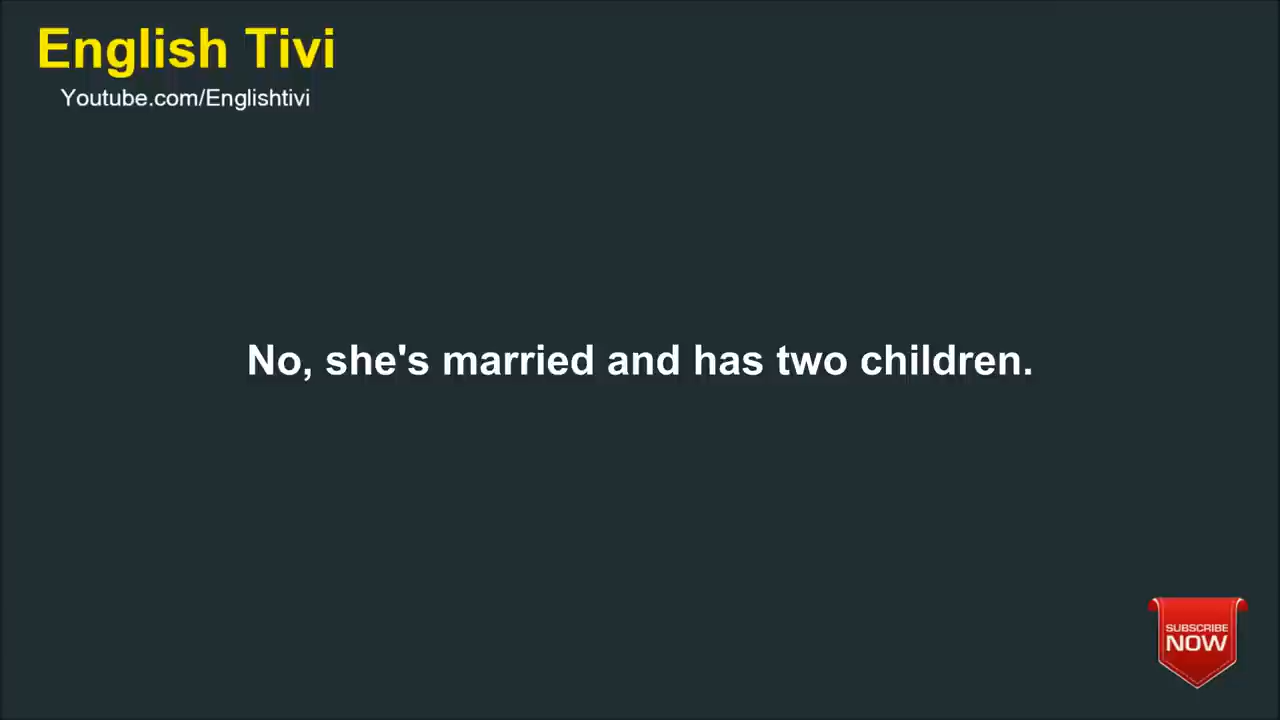 English Tivi
Youtube.com/Englishtivi
No, she's married and has two children.
SUBSCRIBE
NOW